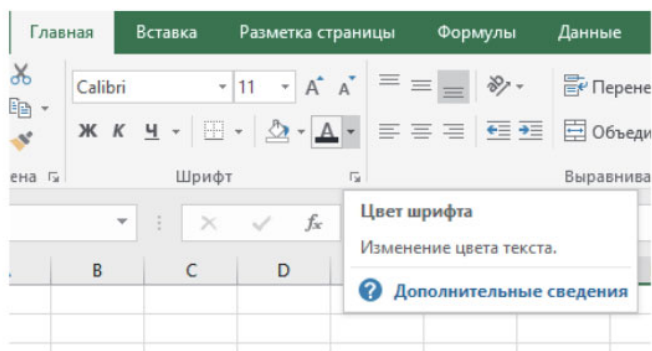 Главная Вставка Разметка страницы Формулы Данные
Calibri 11 A A Перене
Ж К Ч A Объеди
ена Шрифт Выравнива
fx
Цвет шрифта
Изменение цвета текста.
B C D
? Дополнительные сведения